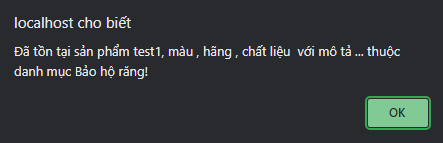 localhost cho biết
Đã tồn tại sản phẩm test1, màu , hãng , chất liệu  với mô tả ... thuộc
danh mục Bảo hộ răng!
OK